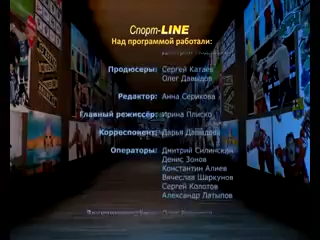 Спорт-LINE
Над программой работали:
Продюсеры: Сергей Катаев
Олег Давыдов
Редактор: Анна Серикова
Главный режиссёр: Ирина Плиско
Корреспонент: Дарья Давыдова
Операторы: Дмитрий Силинский
Денис Зонов
Константин Алиев
Вячеслав Шаркунов
Сергей Колотов
Александр Латыпов